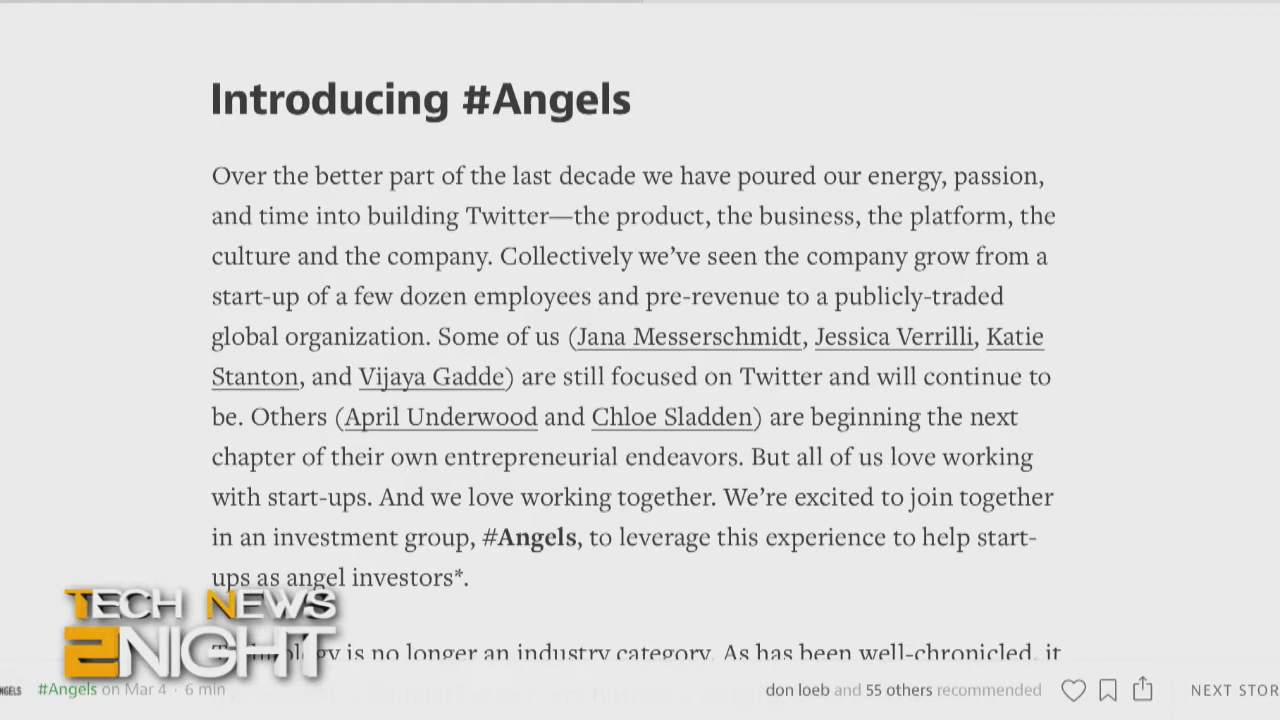 Introducing #Angels
Over the better part of the last decade we have poured our energy, passion,
and time into building Twitter—the product, the business, the platform, the
culture and the company. Collectively we’ve seen the company grow from a
start-up of a few dozen employees and pre-revenue to a publicly-traded
global organization. Some of us (Jana Messerschmidt, Jessica Verrilli, Katie
Stanton, and Vijaya Gadde) are still focused on Twitter and will continue to
be. Others (April Underwood and Chloe Sladden) are beginning the next
chapter of their own entrepreneurial endeavors. But all of us love working
with start-ups. And we love working together. We’re excited to join together
in an investment group, #Angels, to leverage this experience to help start-
ups as angel investors*.
Technology is no longer an industry category. As has been well-chronicled, it
TECH NEWS
2NIGHT
NGELS #Angels on Mar 4 · 6 min
don loeb and 55 others recommended
NEXT STOR